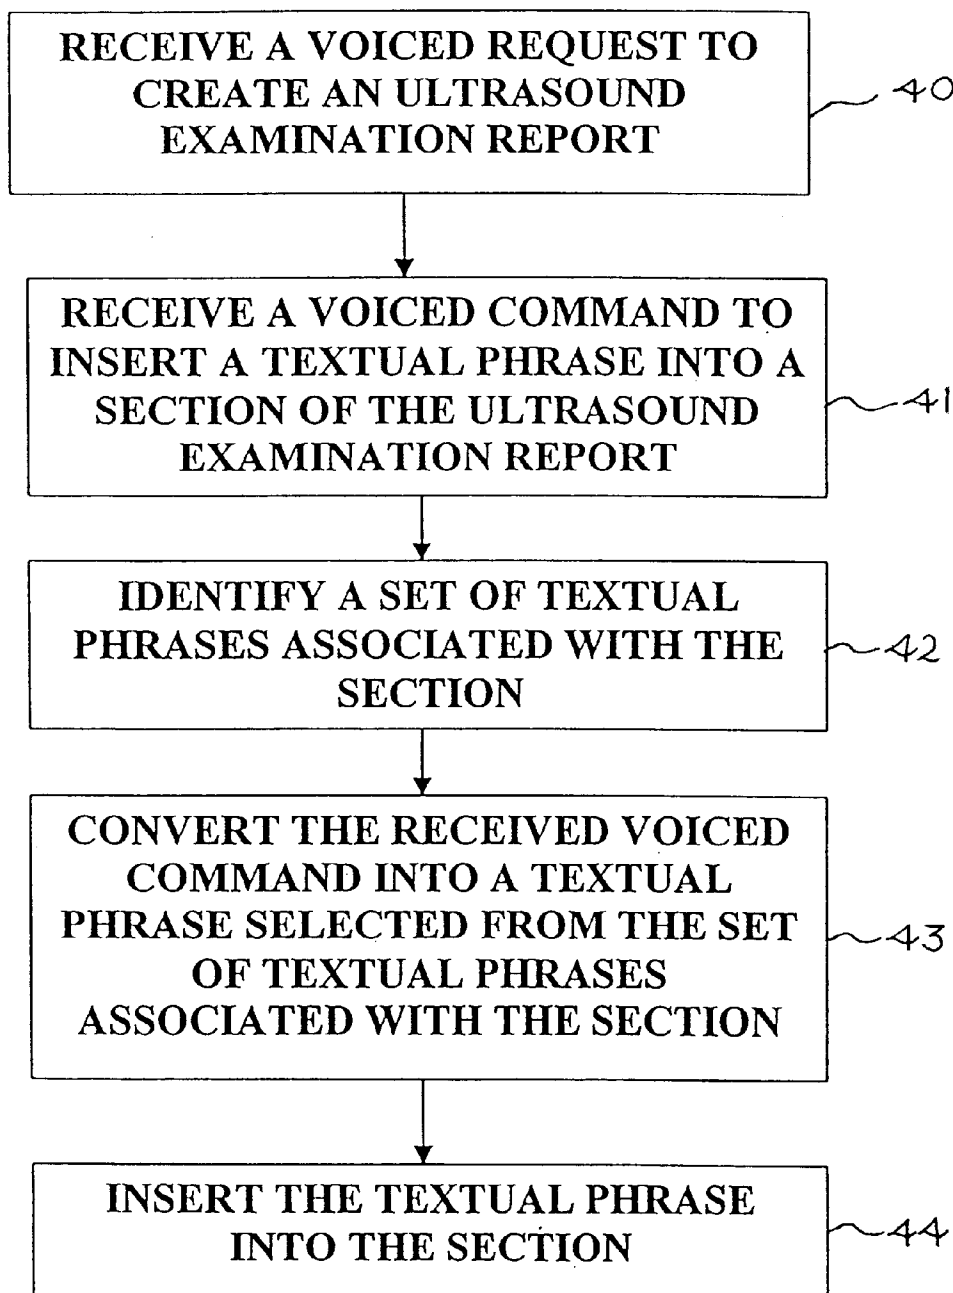 RECEIVE A VOICED REQUEST TO
CREATE AN ULTRASOUND
EXAMINATION REPORT
40
RECEIVE A VOICED COMMAND TO
INSERT A TEXTUAL PHRASE INTO A
SECTION OF THE ULTRASOUND
EXAMINATION REPORT
41
IDENTIFY A SET OF TEXTUAL
PHRASES ASSOCIATED WITH THE
SECTION
42
CONVERT THE RECEIVED VOICED
COMMAND INTO A TEXTUAL
PHRASE SELECTED FROM THE SET
OF TEXTUAL PHRASES
ASSOCIATED WITH THE SECTION
43
INSERT THE TEXTUAL PHRASE
INTO THE SECTION
44